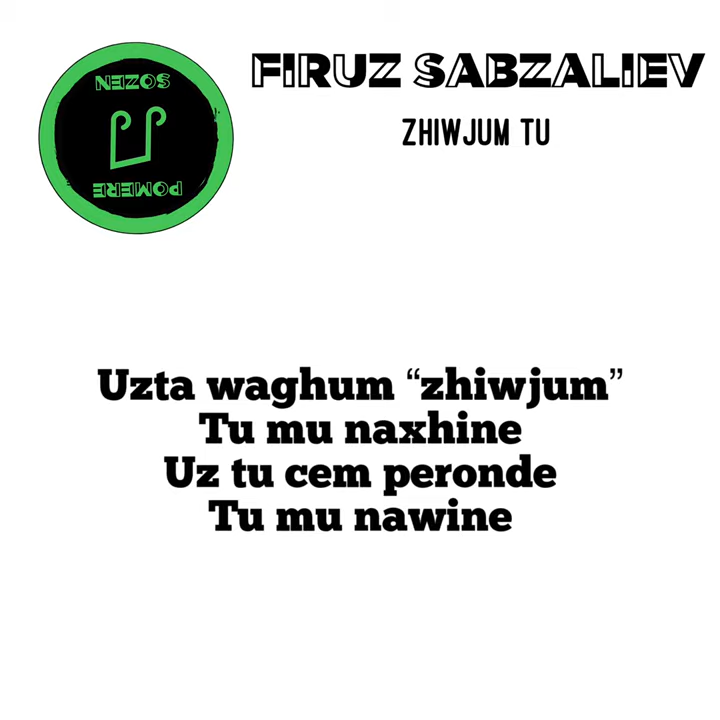 NEZOS
POMERE
FIRUZ SABZALIEV
ZHIWJUM TU
Uzta waghum “zhiwjum”
Tu mu naxhine
Uz tu cem peronde
Tu mu nawine